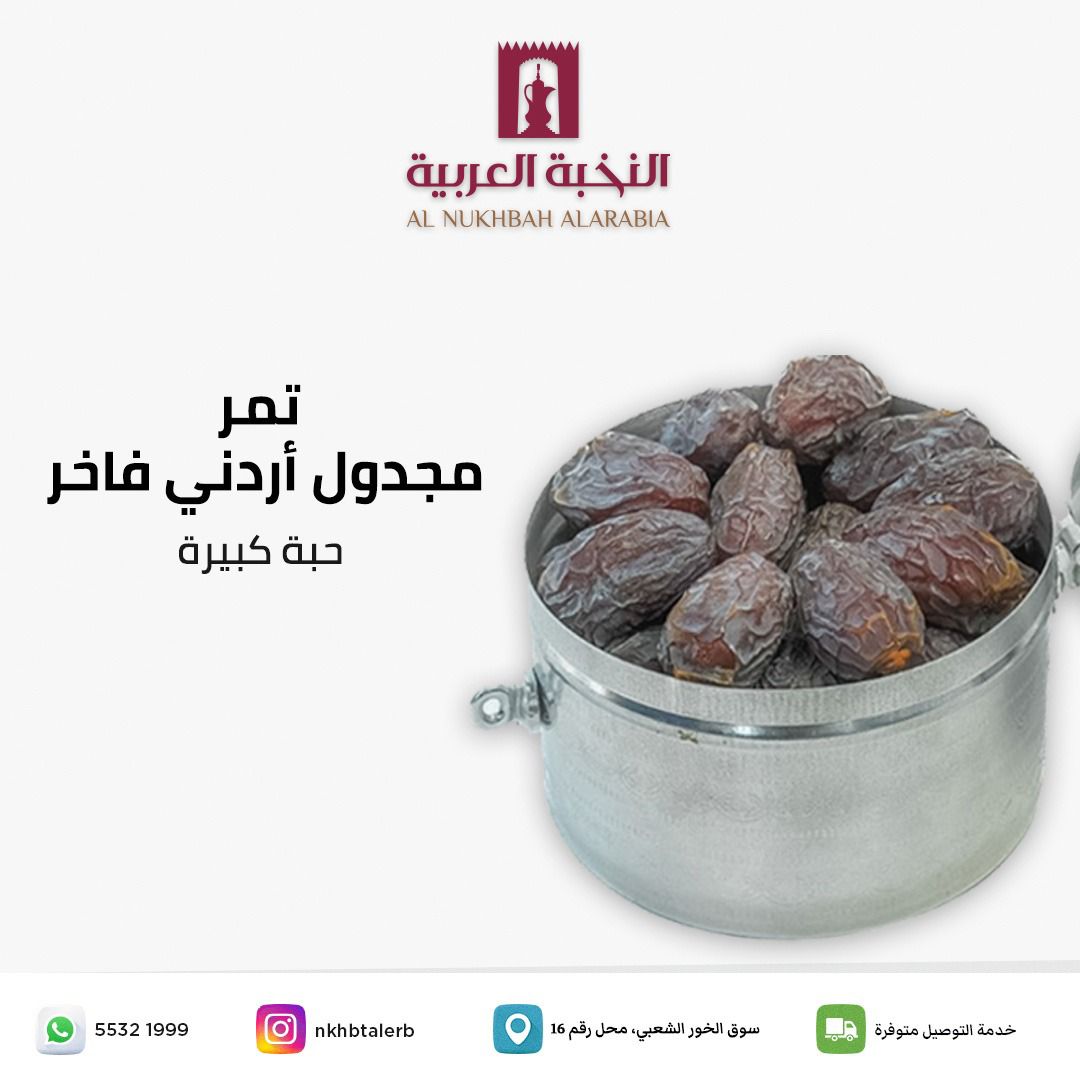 النخبة العربية
AL NUKHBAH ALARABIA
تمر
مجدول أردني فاخر
حبة كبيرة
5532 1999
nkhbtalerb
سوق الخور الشعبي، محل رقم 16
خدمة التوصيل متوفرة